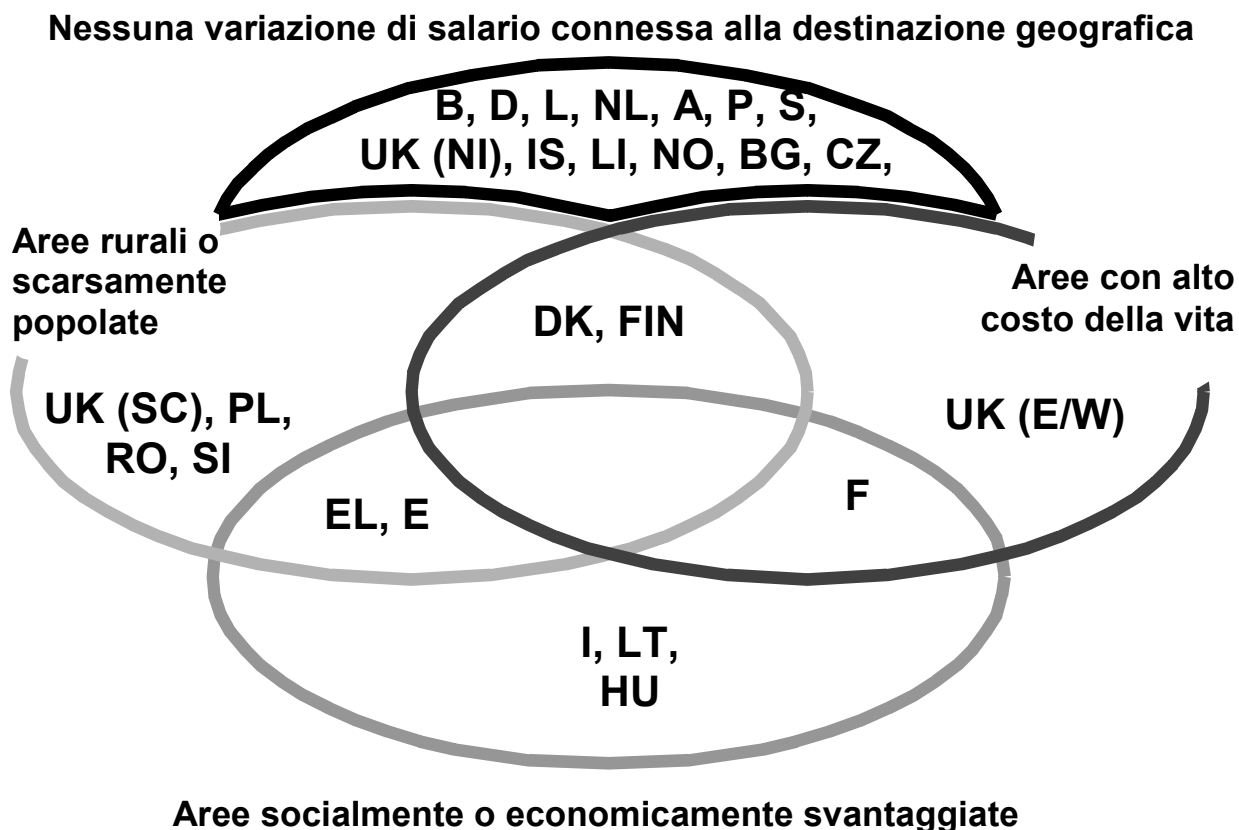 Nessuna variazione di salario connessa alla destinazione geografica
B, D, L, NL, A, P, S,
UK (NI), IS, LI, NO, BG, CZ,
Aree rurali o
scarsamente
popolate
Aree con alto
costo della vita
DK, FIN
UK (SC), PL,
RO, SI
UK (E/W)
EL, E
F
I, LT,
HU
Aree socialmente o economicamente svantaggiate